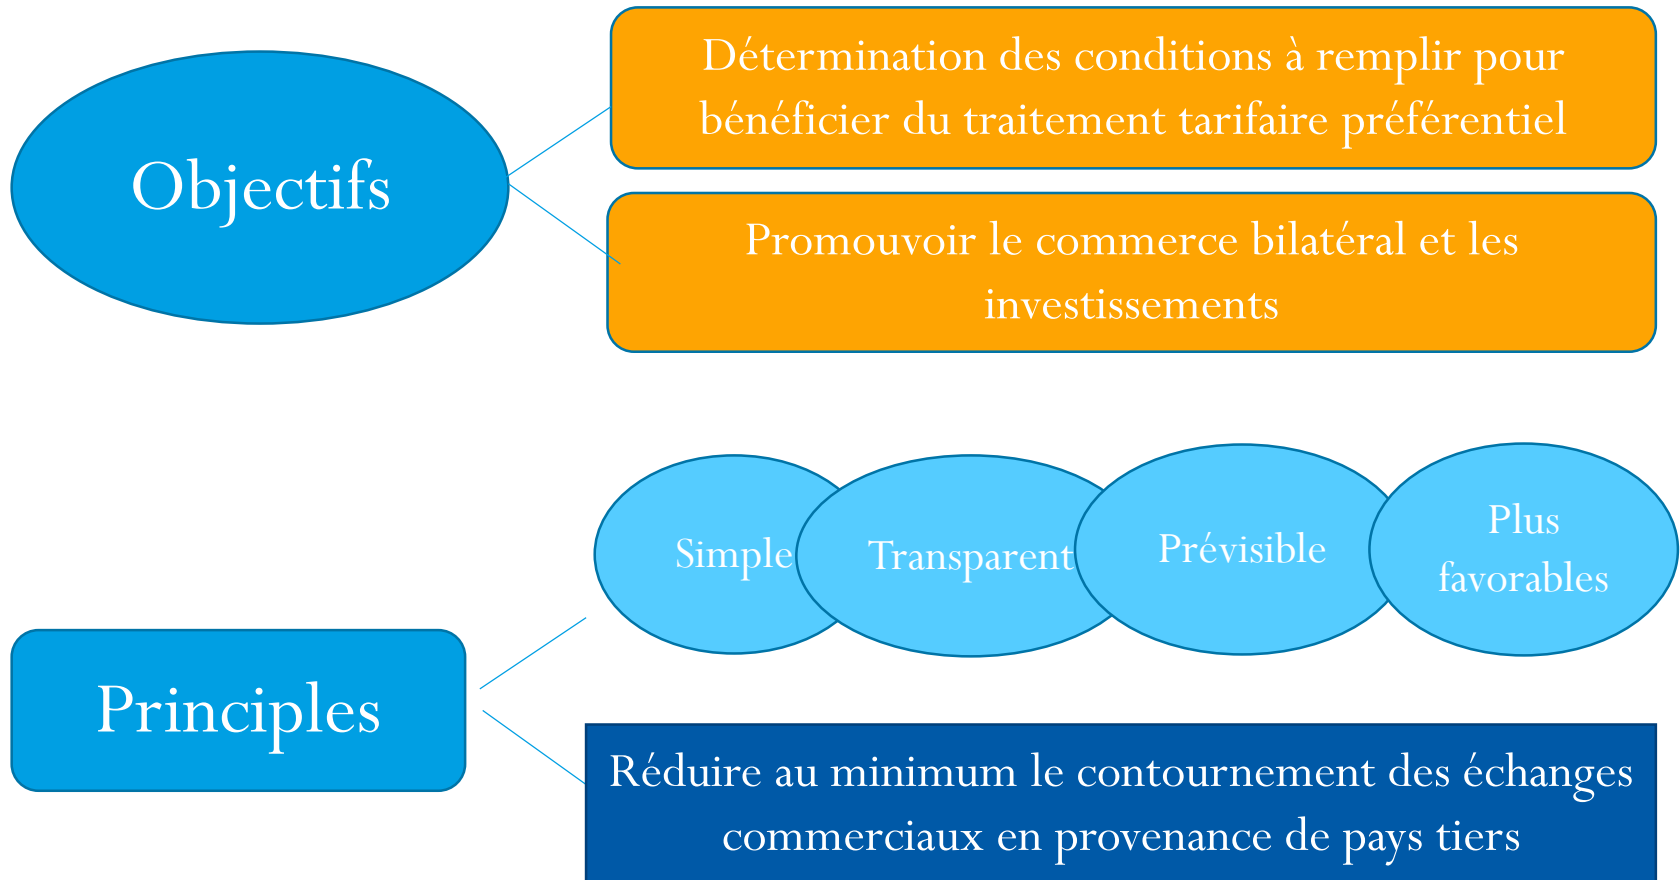 Objectifs
Détermination des conditions à remplir pour
bénéficier du traitement tarifaire préférentiel
Promouvoir le commerce bilatéral et les
investissements
Principles
Simple
Transparent
Prévisible
Plus
favorables
Réduire au minimum le contournement des échanges
commerciaux en provenance de pays tiers